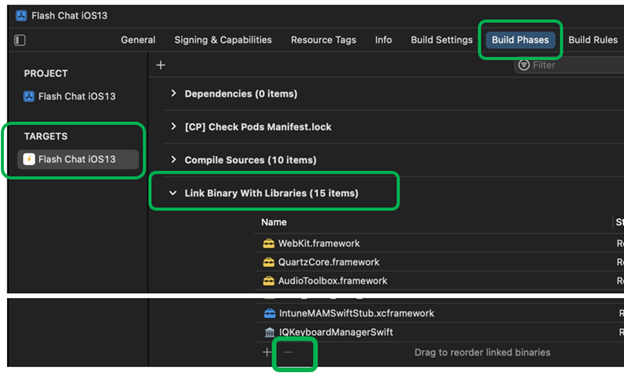 Flash Chat iOS13
General Signing & Capabilities Resource Tags Info Build Settings Build Phases Build Rules
PROJECT
Flash Chat iOS13
TARGETS
Flash Chat iOS13
+
Filter
Dependencies (0 items)
[CP] Check Pods Manifest.lock
Compile Sources (10 items)
Link Binary With Libraries (15 items)
Name
WebKit.framework
QuartzCore.framework
AudioToolbox.framework
IntuneMAMSwiftStub.xcframework
IQKeyboardManagerSwift
+ −
Drag to reorder linked binaries